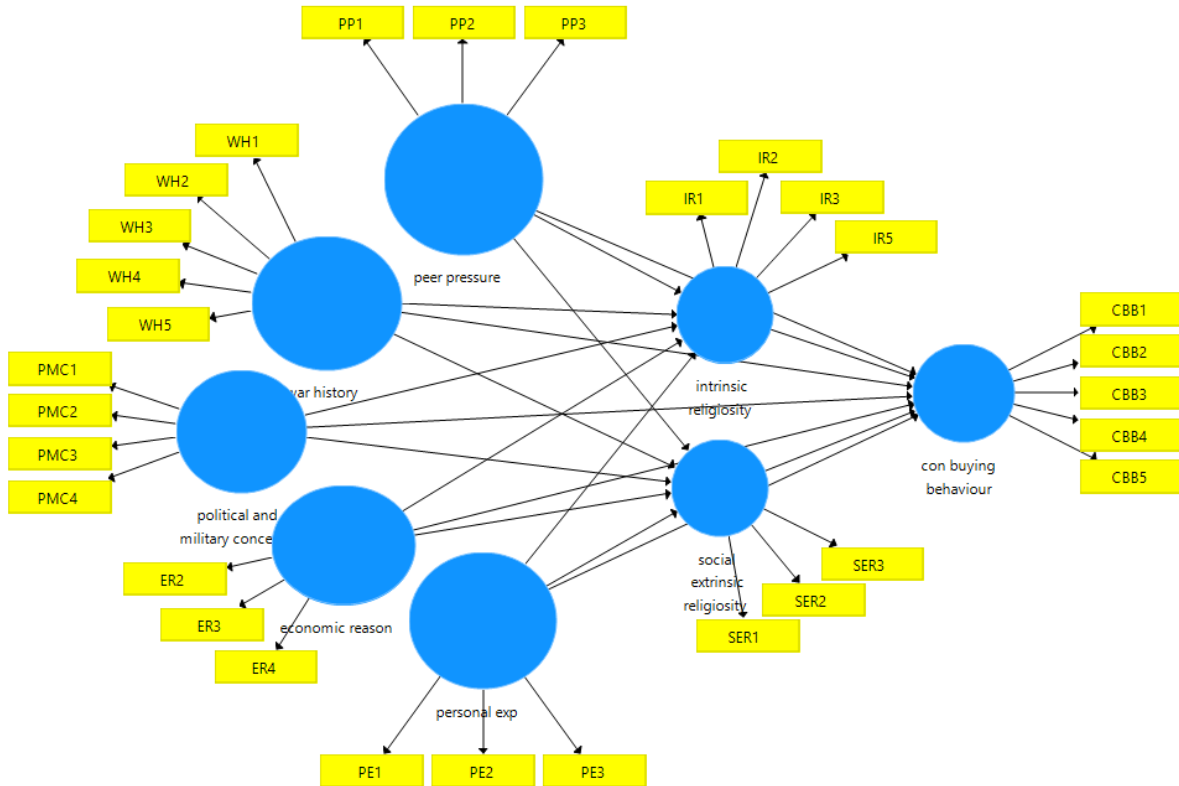 PP1
PP2
PP3
WH1
WH2
WH3
WH4
WH5
peer pressure
IR1
IR2
IR3
IR5
PMC1
PMC2
PMC3
PMC4
history
intrinsic
religiosity
CBB1
CBB2
CBB3
CBB4
CBB5
con buying
behaviour
political and
military
ER2
ER3
ER4
economic reason
social
extrinsic
religiosity
SER3
SER2
SER1
personal exp
PE1
PE2
PE3